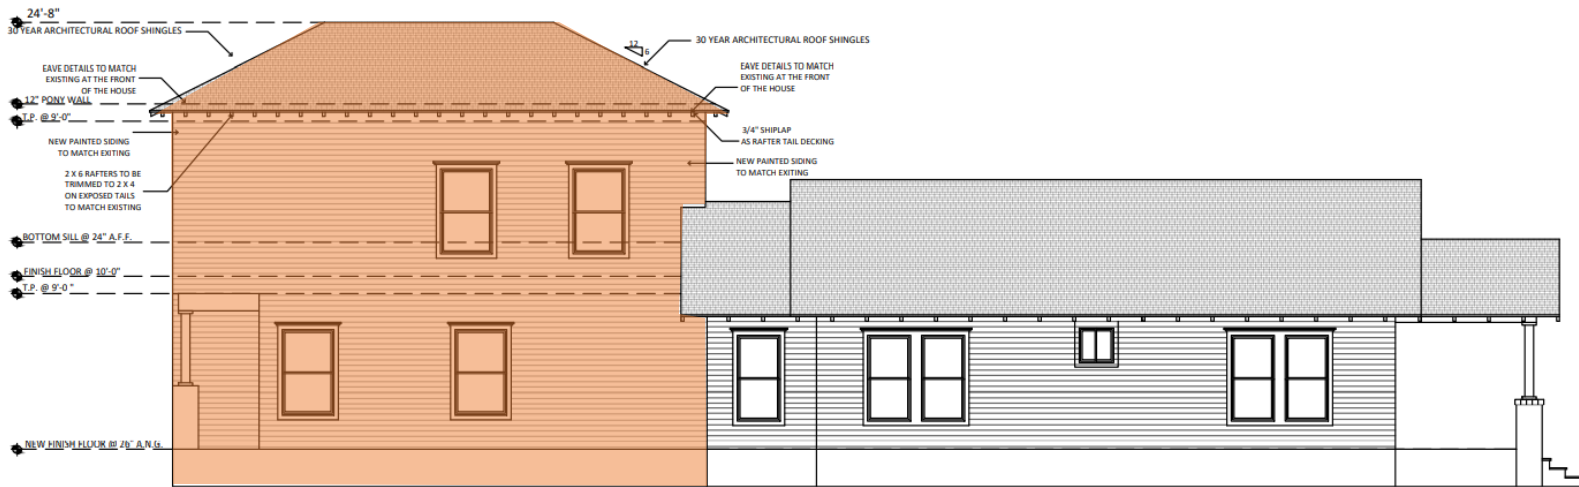 24'-8"
30 YEAR ARCHITECTURAL ROOF SHINGLES
12
6
30 YEAR ARCHITECTURAL ROOF SHINGLES
EAVE DETAILS TO MATCH
EXISTING AT THE FRONT
OF THE HOUSE
EAVE DETAILS TO MATCH
EXISTING AT THE FRONT
OF THE HOUSE
12" PONY WALL
T.P. @ 9'-0"
NEW PAINTED SIDING
TO MATCH EXITING
3/4" SHIPLAP
AS RAFTER TAIL DECKING
NEW PAINTED SIDING
TO MATCH EXITING
2 X 6 RAFTERS TO BE
TRIMMED TO 2 X 4
ON EXPOSED TAILS
TO MATCH EXISTING
BOTTOM SILL @ 24" A.F.F.
FINISH FLOOR @ 10'-0"
T.P. @ 9'-0 "
NEW FINISH FLOOR @ 26" A.N.G.